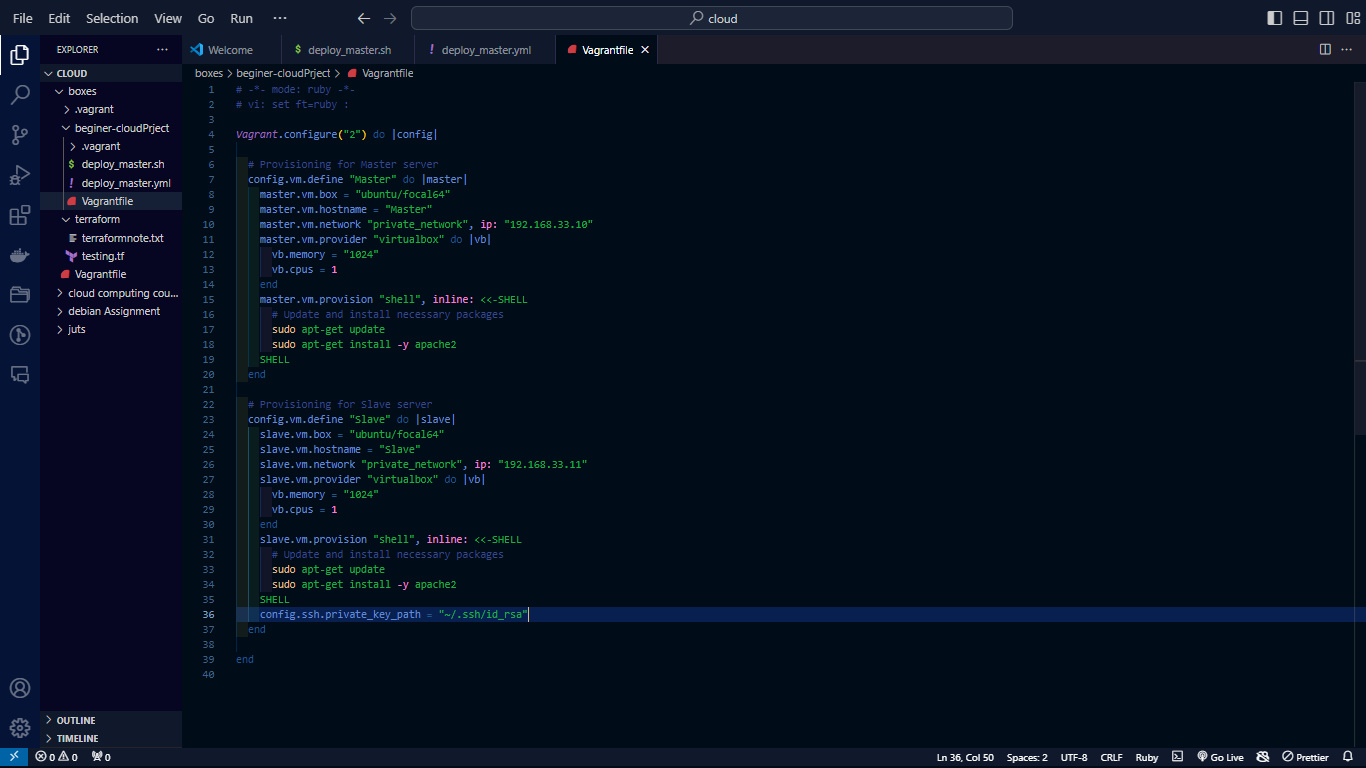 File Edit Selection View Go Run ··· cloud
EXPLORER ···
Welcome
$ deploy_master.sh
! deploy_master.yml
Vagrantfile
CLOUD
boxes
.vagrant
beginer-cloudPrject
.vagrant
$ deploy_master.sh
! deploy_master.yml
Vagrantfile
terraform
terraformnote.txt
testing.tf
Vagrantfile
cloud computing cou...
debian Assignment
juts
OUTLINE
TIMELINE
boxes > beginer-cloudPrject > Vagrantfile
1 # -*- mode: ruby -*-
2 # vi: set ft=ruby :
3
4 Vagrant.configure("2") do |config|
5
6 # Provisioning for Master server
7 config.vm.define "Master" do |master|
8 master.vm.box = "ubuntu/focal64"
9 master.vm.hostname = "Master"
10 master.vm.network "private_network", ip: "192.168.33.10"
11 master.vm.provider "virtualbox" do |vb|
12 vb.memory = "1024"
13 vb.cpus = 1
14 end
15 master.vm.provision "shell", inline: <<-SHELL
16 # Update and install necessary packages
17 sudo apt-get update
18 sudo apt-get install -y apache2
19 SHELL
20 end
21
22 # Provisioning for Slave server
23 config.vm.define "Slave" do |slave|
24 slave.vm.box = "ubuntu/focal64"
25 slave.vm.hostname = "Slave"
26 slave.vm.network "private_network", ip: "192.168.33.11"
27 slave.vm.provider "virtualbox" do |vb|
28 vb.memory = "1024"
29 vb.cpus = 1
30 end
31 slave.vm.provision "shell", inline: <<-SHELL
32 # Update and install necessary packages
33 sudo apt-get update
34 sudo apt-get install -y apache2
35 SHELL
36 config.ssh.private_key_path = "~/.ssh/id_rsa"
37 end
38
39 end
40
0 0 0 Ln 36, Col 50 Spaces: 2 UTF-8 CRLF Ruby Go Live Prettier